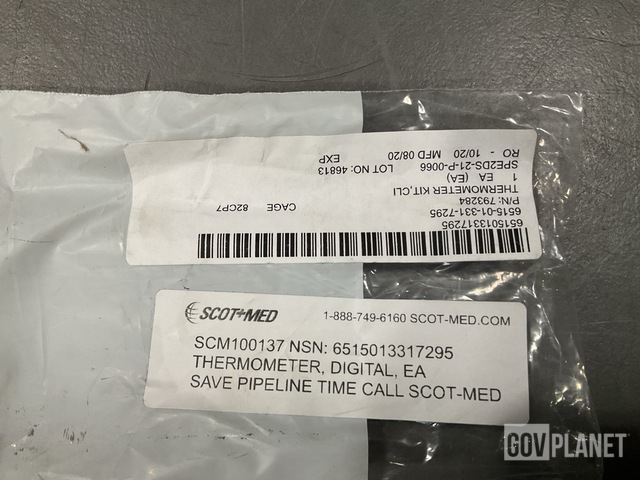 6515013317295
6515-01-331-7295
P/N: 793284 CAGE 82CP7
THERMOMETER KIT,CLI
1 EA (EA)
SPE2DS-21-P-0066 LOT NO: 46813
RO - 10/20 MFD 08/20 EXP
SCOT+MED 1-888-749-6160 SCOT-MED.COM
SCM100137 NSN: 6515013317295
THERMOMETER, DIGITAL, EA
SAVE PIPELINE TIME CALL SCOT-MED
GOVPLANET